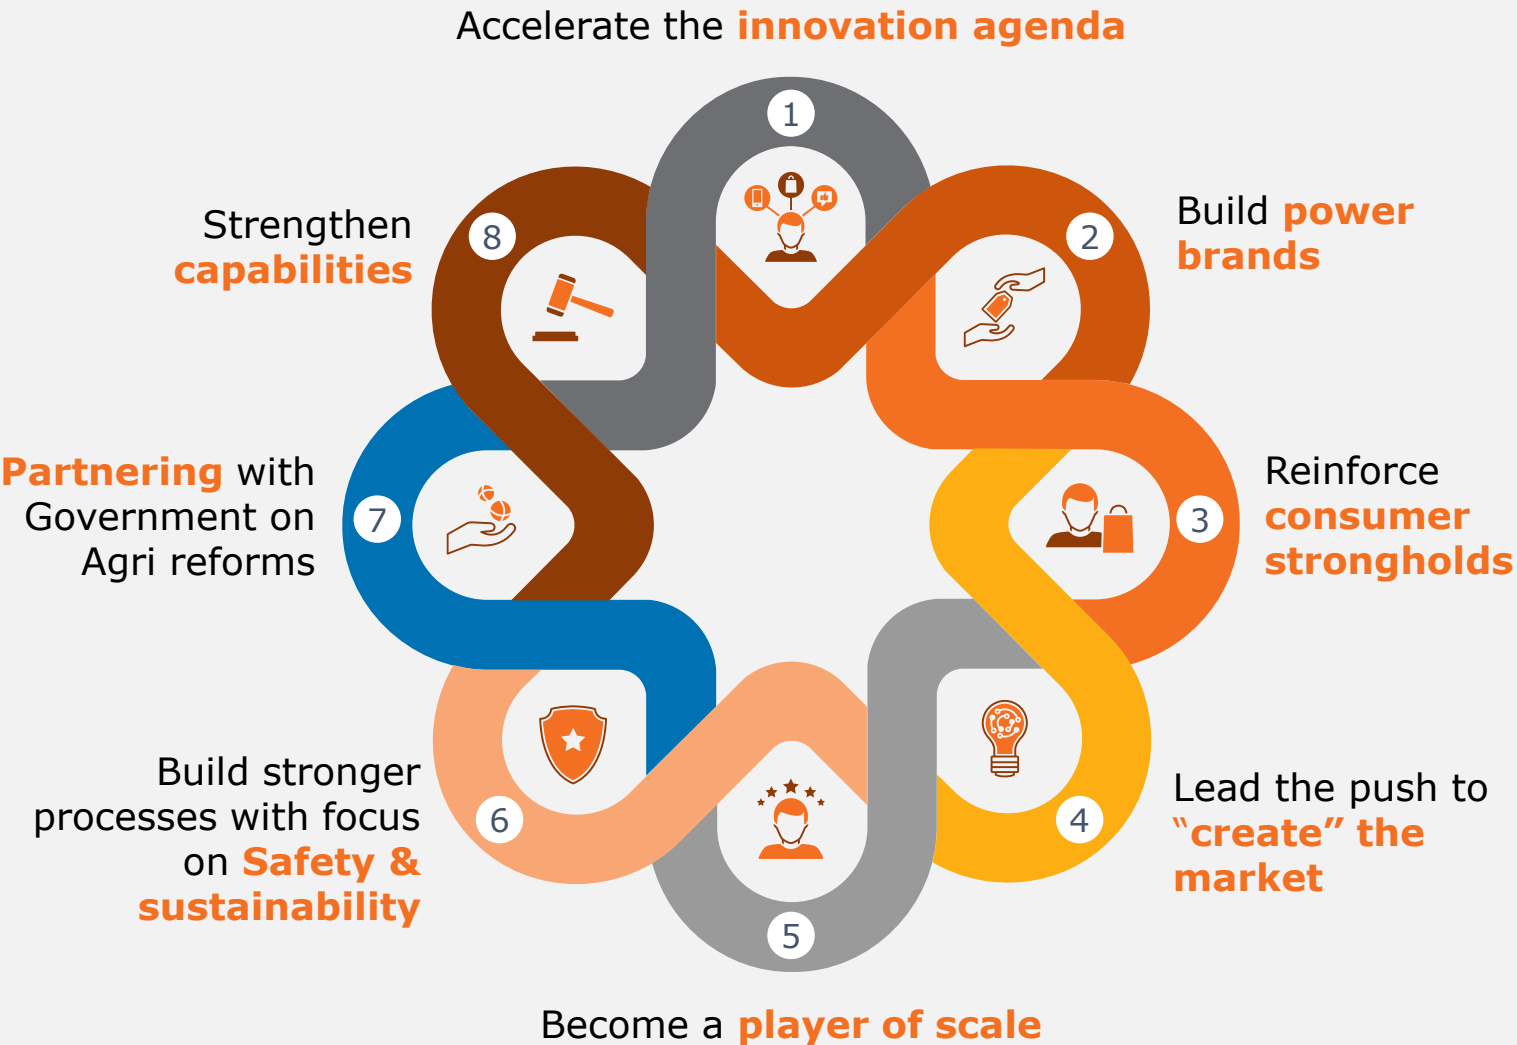 Accelerate the innovation agenda
1
2
Build power
brands
3
Reinforce
consumer
strongholds
4
Lead the push to
“create” the
market
5
Become a player of scale
6
Build stronger
processes with focus
on Safety &
sustainability
7
Partnering with
Government on
Agri reforms
8
Strengthen
capabilities